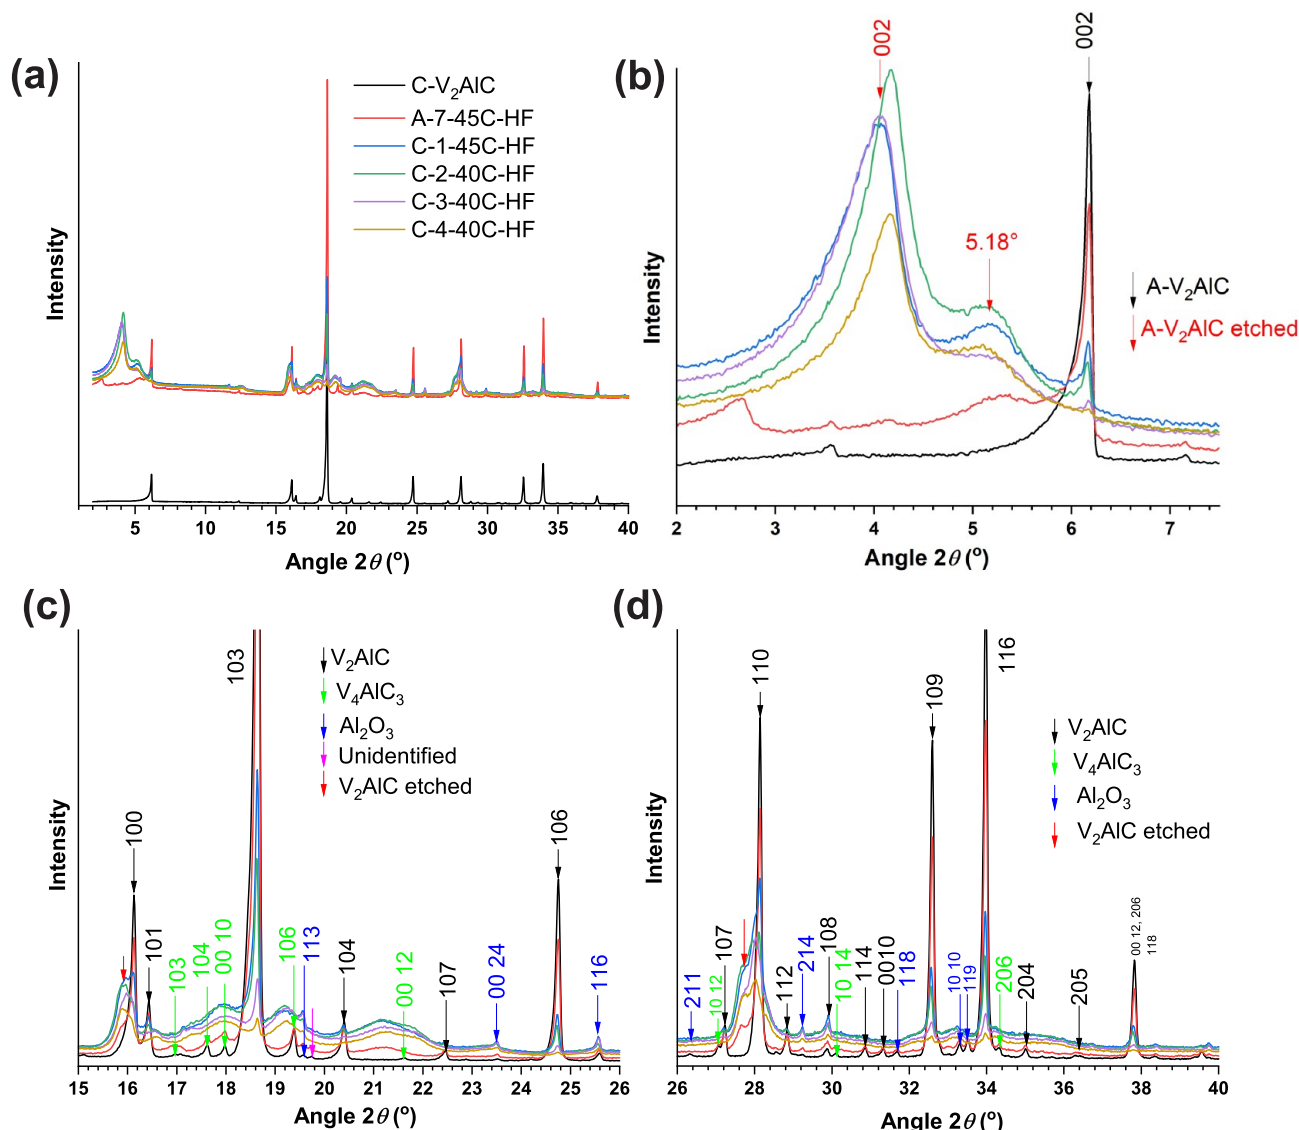 (a)
Intensity
C-V₂AlC
A-7-45C-HF
C-1-45C-HF
C-2-40C-HF
C-3-40C-HF
C-4-40C-HF
5 10 15 20 25 30 35 40
Angle 2θ (°)
(b)
Intensity
002
002
5.18°
A-V₂AlC
A-V₂AlC etched
2 3 4 5 6 7
Angle 2θ (°)
(c)
Intensity
100
101
103
104
00 10
103
106
113
104
00 12
107
00 24
106
116
V₂AlC
V₄AlC₃
Al₂O₃
Unidentified
V₂AlC etched
15 16 17 18 19 20 21 22 23 24 25 26
Angle 2θ (°)
(d)
Intensity
211
10 12
107
110
112
214
108
10 14
114
0010
118
109
10 10
119
116
206
204
205
00 12, 206
118
V₂AlC
V₄AlC₃
Al₂O₃
V₂AlC etched
26 28 30 32 34 36 38 40
Angle 2θ (°)